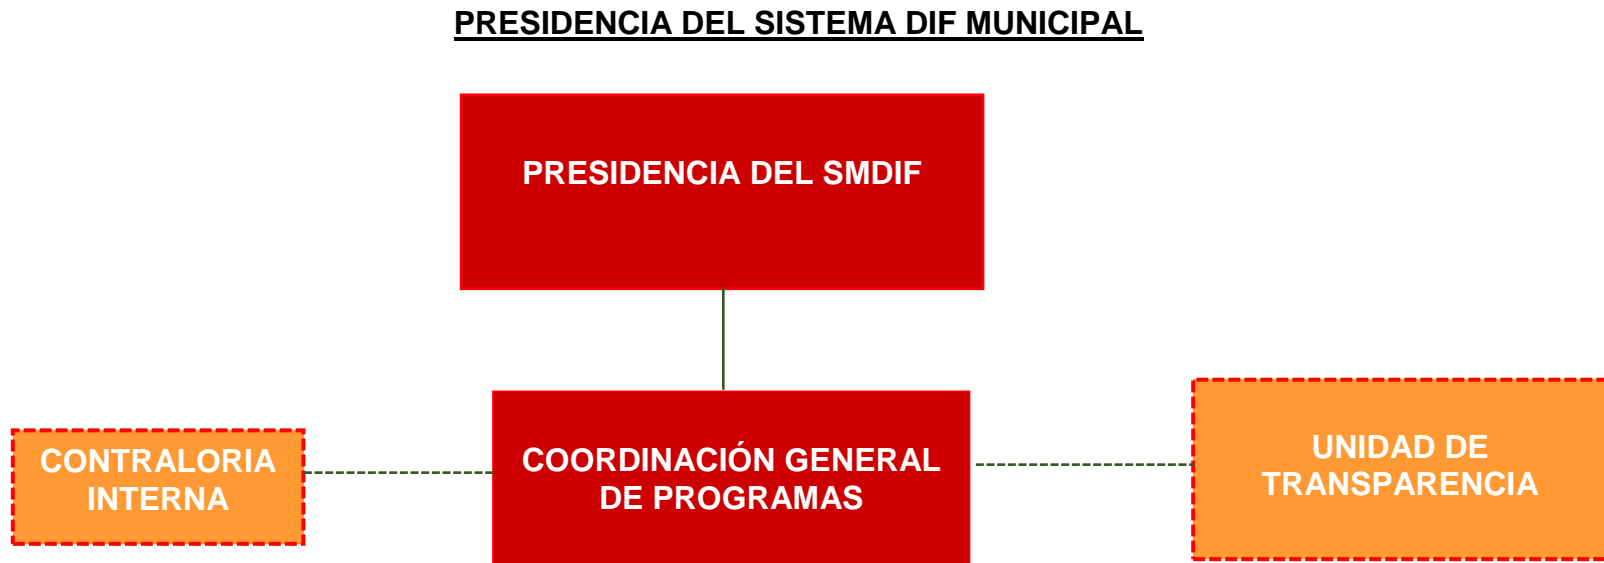 PRESIDENCIA DEL SISTEMA DIF MUNICIPAL
PRESIDENCIA DEL SMDIF
CONTRALORIA
INTERNA
COORDINACIÓN GENERAL
DE PROGRAMAS
UNIDAD DE
TRANSPARENCIA